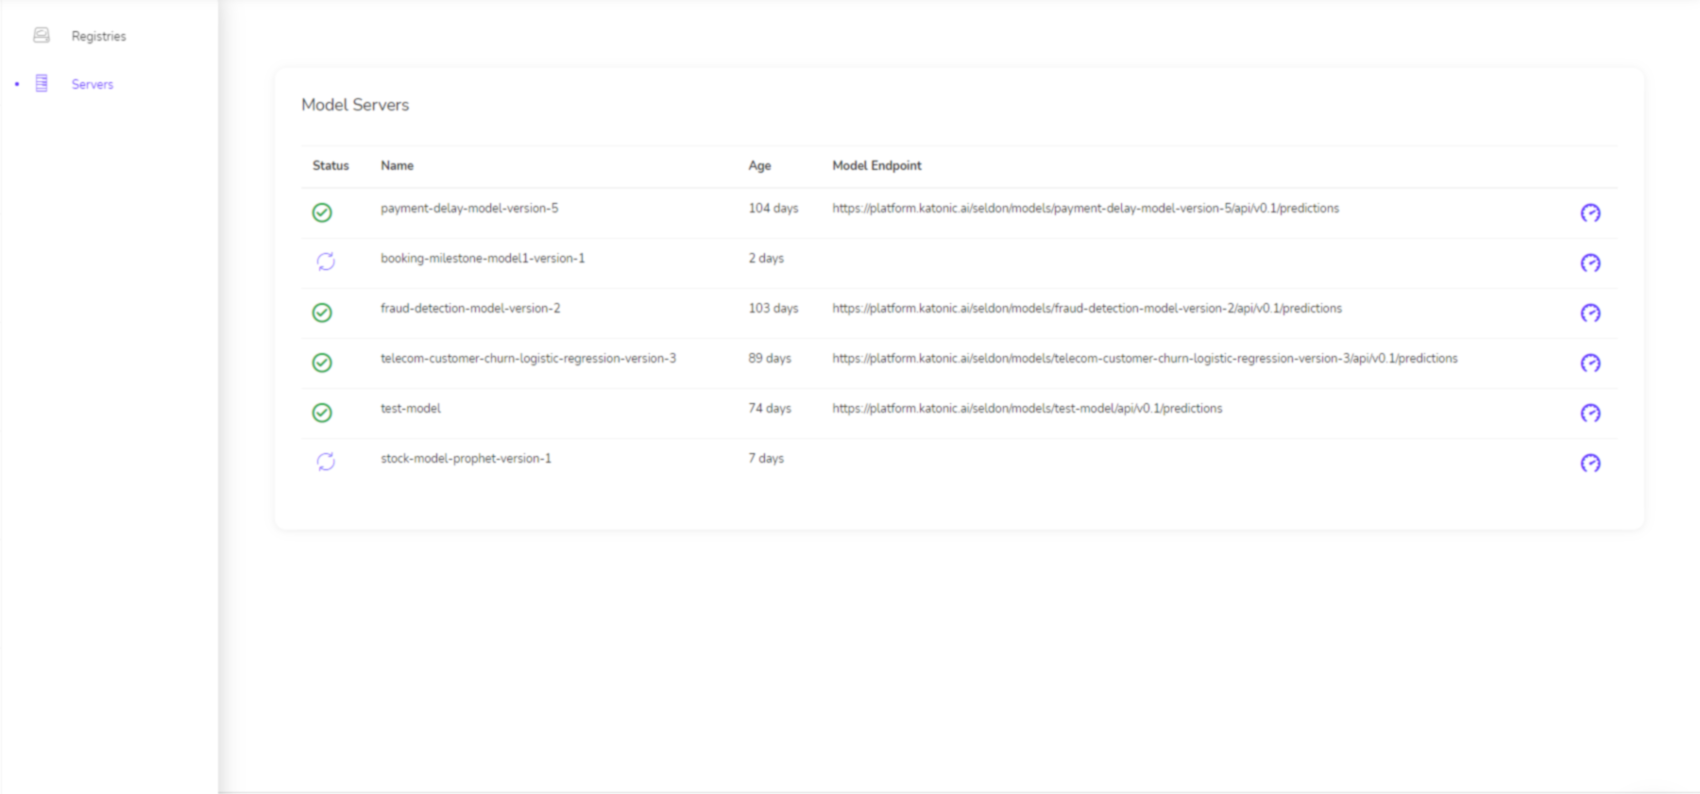 Registries
Servers
Model Servers
Status Name Age Model Endpoint
payment-delay-model-version-5 104 days https://platform.katonic.ai/seldon/models/payment-delay-model-version-5/api/v0.1/predictions
booking-milestone-model1-version-1 2 days
fraud-detection-model-version-2 103 days https://platform.katonic.ai/seldon/models/fraud-detection-model-version-2/api/v0.1/predictions
telecom-customer-churn-logistic-regression-version-3 89 days https://platform.katonic.ai/seldon/models/telecom-customer-churn-logistic-regression-version-3/api/v0.1/predictions
test-model 74 days https://platform.katonic.ai/seldon/models/test-model/api/v0.1/predictions
stock-model-prophet-version-1 7 days